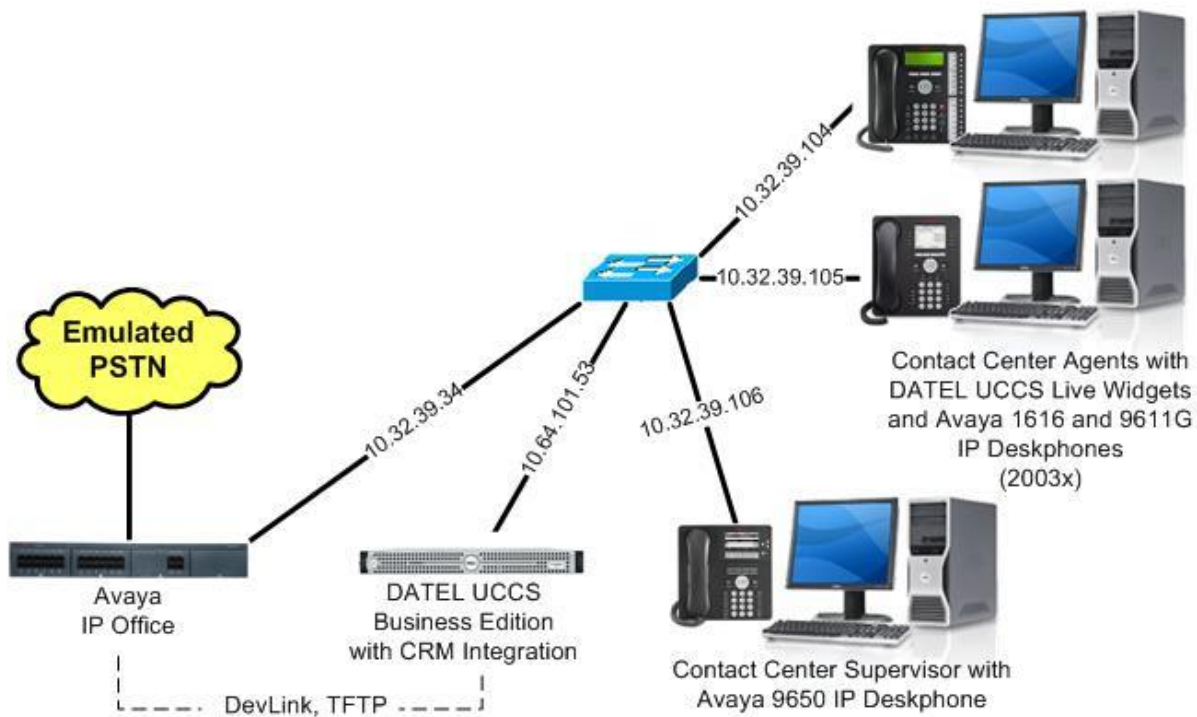 10.32.39.104
10.32.39.105
Contact Center Agents with
DATEL UCCS Live Widgets
and Avaya 1616 and 9611G
IP Deskphones
(2003x)
Emulated
PSTN
10.32.39.34
10.64.101.53
10.32.39.106
Avaya
IP Office
DATEL UCCS
Business Edition
with CRM Integration
Contact Center Supervisor with
Avaya 9650 IP Deskphone
DevLink, TFTP